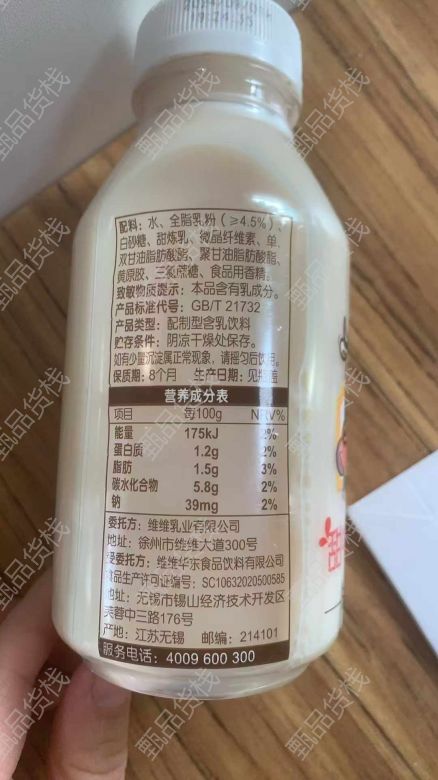 配料：水、全脂乳粉（≥4.5%）、
白砂糖、甜炼乳、微晶纤维素、单，
双甘油脂肪酸酯、聚甘油脂肪酸酯、
黄原胶、三氯蔗糖、食品用香精。
致敏物质提示：本品含有乳成分。
产品标准代号：GB/T 21732
产品类型：配制型含乳饮料
贮存条件：阴凉干燥处保存。
如有少量沉淀属正常现象，请摇匀后饮用。
保质期：8个月 生产日期：见瓶盖
营养成分表
项目 每100g NRV%
能量 175kJ 2%
蛋白质 1.2g 2%
脂肪 1.5g 3%
碳水化合物 5.8g 2%
钠 39mg 2%
委托方：维维乳业有限公司
地址：徐州市维维大道300号
受委托方：维维华东食品饮料有限公司
食品生产许可证编号：SC10632020500585
地址：无锡市锡山经济技术开发区
芙蓉中三路176号
产地：江苏无锡 邮编：214101
服务电话：4009 600 300
甜
甄品货栈